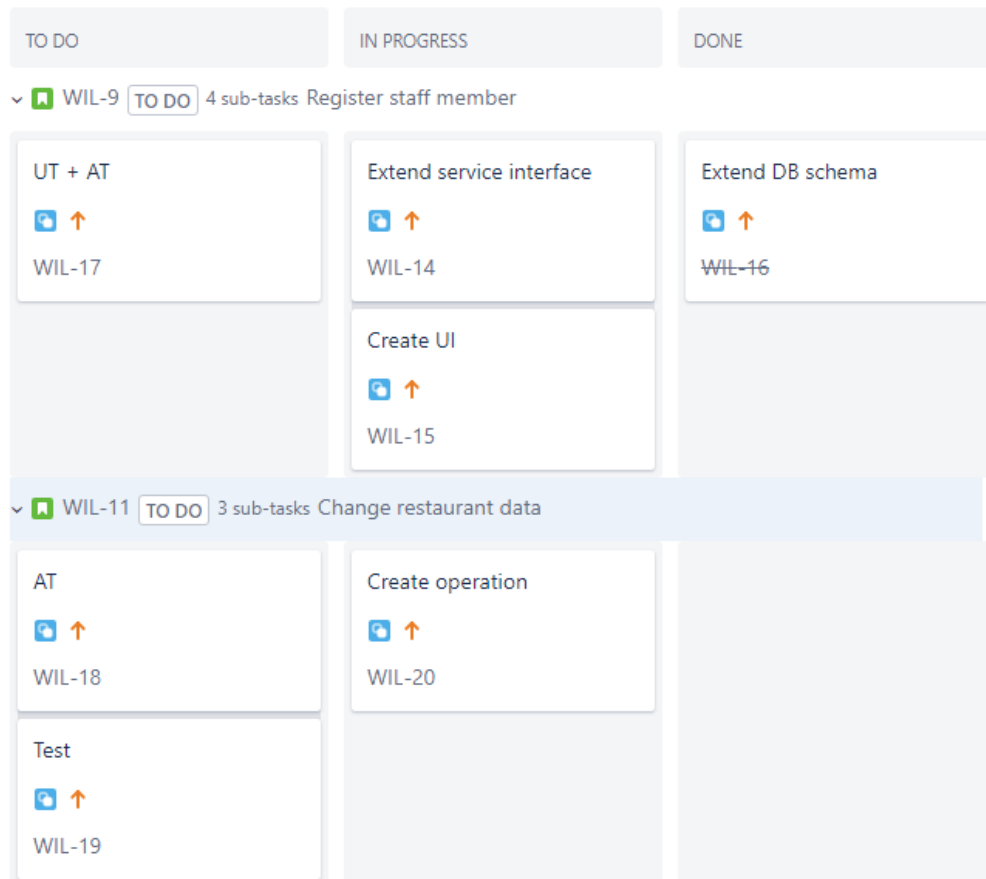 TO DO
IN PROGRESS
DONE
WIL-9 TO DO 4 sub-tasks Register staff member
UT + AT
WIL-17
Extend service interface
WIL-14
Create UI
WIL-15
Extend DB schema
WIL-16
WIL-11 TO DO 3 sub-tasks Change restaurant data
AT
WIL-18
Test
WIL-19
Create operation
WIL-20